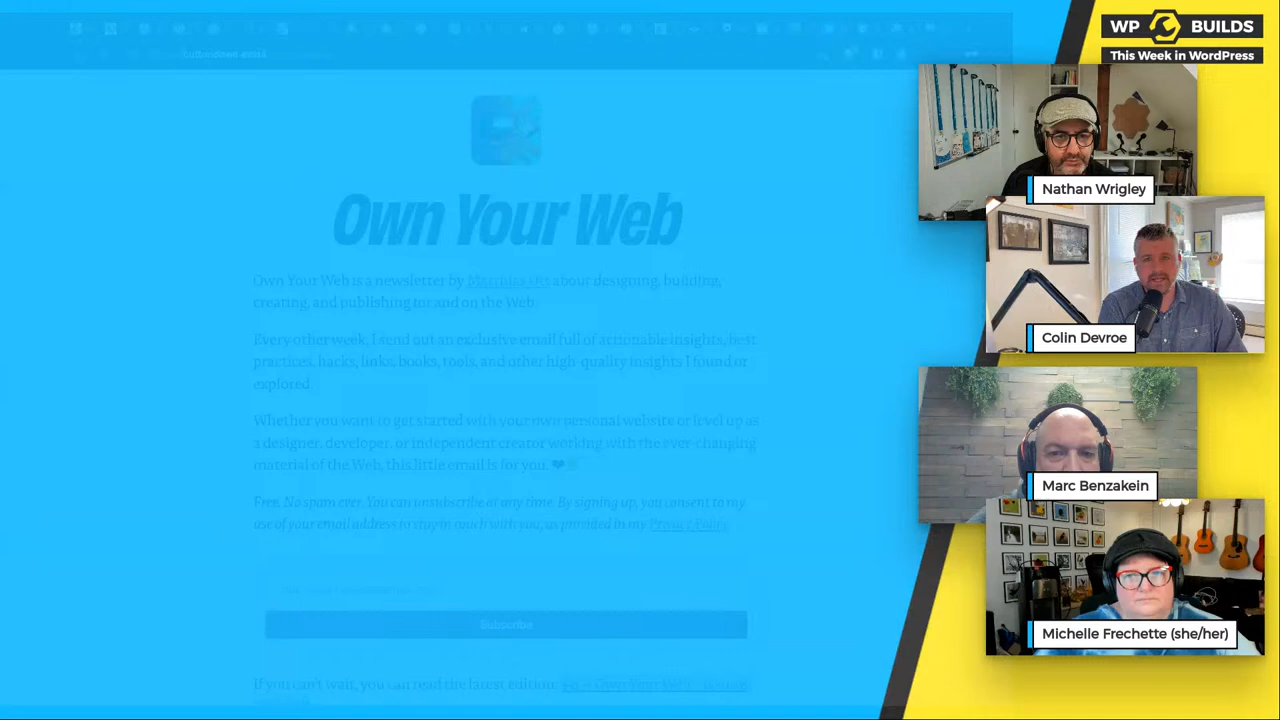 WP BUILDS
This Week in WordPress
Nathan Wrigley
Colin Devroe
Marc Benzakein
Michelle Frechette (she/her)
Own Your Web
Own Your Web is a newsletter by Matthias Ott about designing, building,
creating, and publishing for and on the Web.
Every other week, I send out an exclusive email full of actionable insights, best
practices, hacks, links, books, tools, and other high-quality insights I found or
explored.
Whether you want to get started with your own personal website or level up as
a designer, developer, or independent creator working with the ever-changing
material of the Web, this little email is for you.
Free. No spam ever. You can unsubscribe at any time. By signing up, you consent to my
use of your email address to stay in touch with you, as provided in my Privacy Policy.
Subscribe
If you can't wait, you can read the latest edition: